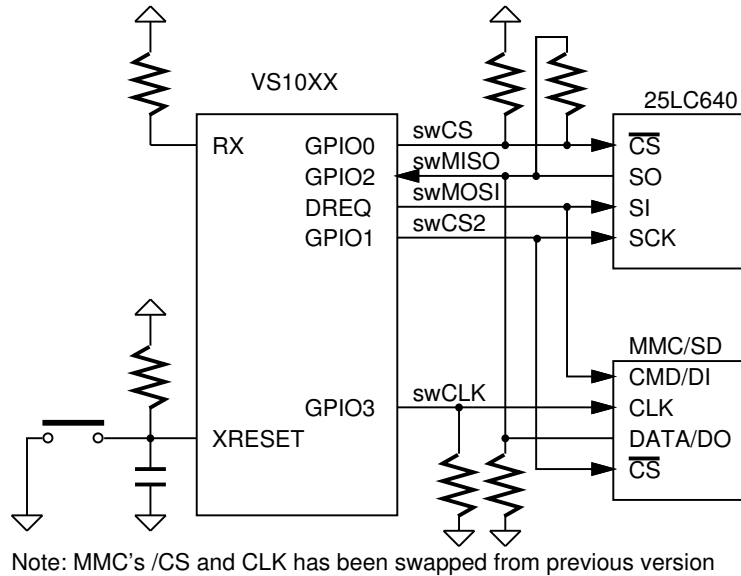 VS10XX
25LC640
RX
GPIO0
swCS
CS
GPIO2
swMISO
SO
DREQ
swMOSI
SI
GPIO1
swCS2
SCK
MMC/SD
CMD/DI
GPIO3
swCLK
CLK
XRESET
DATA/DO
CS
Note: MMC's /CS and CLK has been swapped from previous version